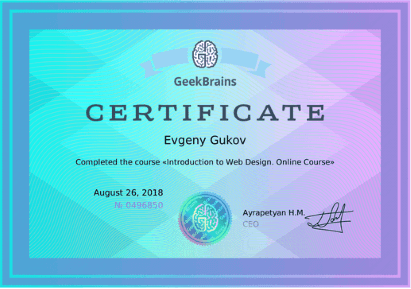 GeekBrains
CERTIFICATE
Evgeny Gukov
Completed the course «Introduction to Web Design. Online Course»
August 26, 2018
№ 0496850
Ayrapetyan H.M.
CEO